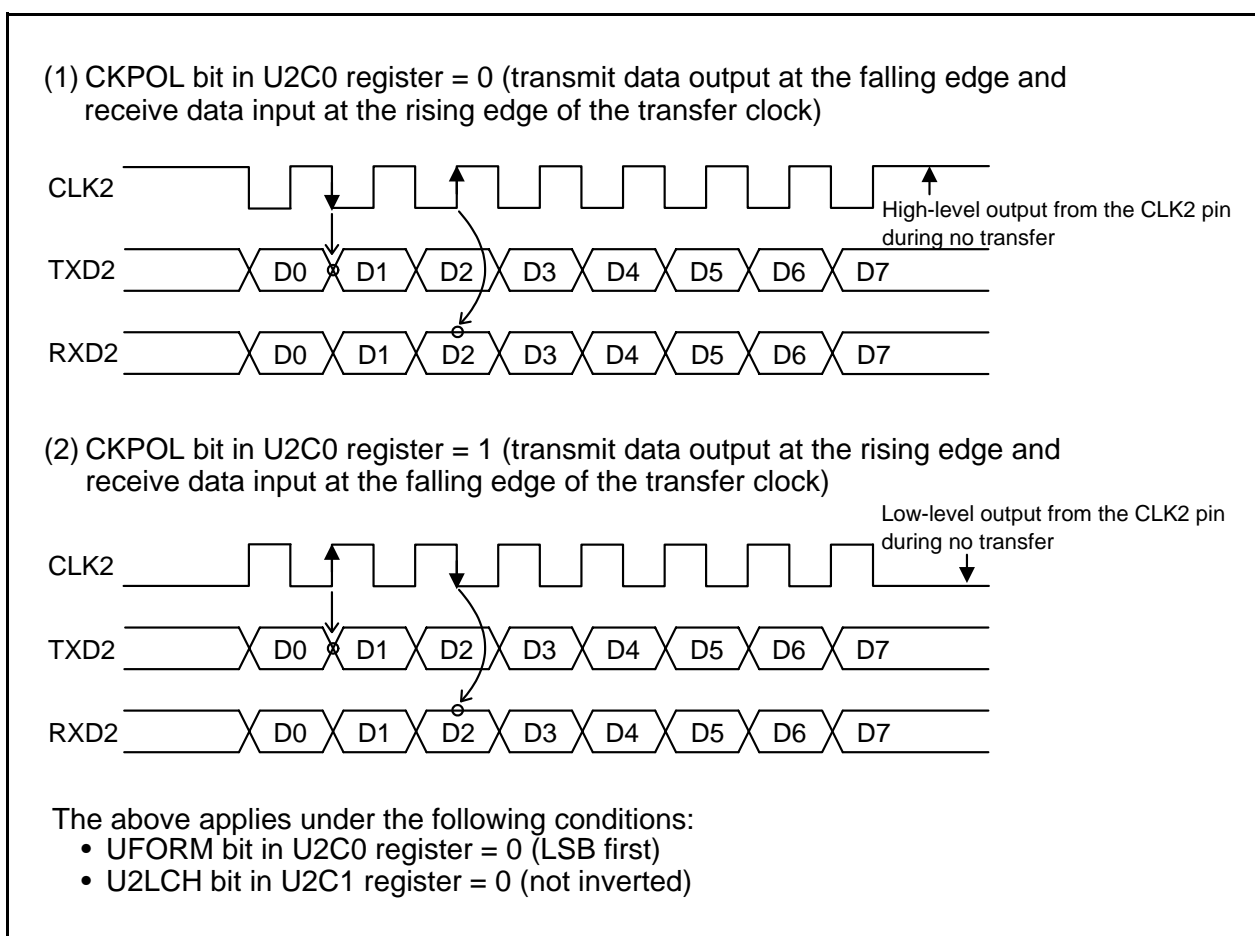 (1) CKPOL bit in U2C0 register = 0 (transmit data output at the falling edge and
receive data input at the rising edge of the transfer clock)
CLK2
High-level output from the CLK2 pin
during no transfer
TXD2 D0 D1 D2 D3 D4 D5 D6 D7
RXD2 D0 D1 D2 D3 D4 D5 D6 D7
(2) CKPOL bit in U2C0 register = 1 (transmit data output at the rising edge and
receive data input at the falling edge of the transfer clock)
Low-level output from the CLK2 pin
during no transfer
CLK2
TXD2 D0 D1 D2 D3 D4 D5 D6 D7
RXD2 D0 D1 D2 D3 D4 D5 D6 D7
The above applies under the following conditions:
• UFORM bit in U2C0 register = 0 (LSB first)
• U2LCH bit in U2C1 register = 0 (not inverted)